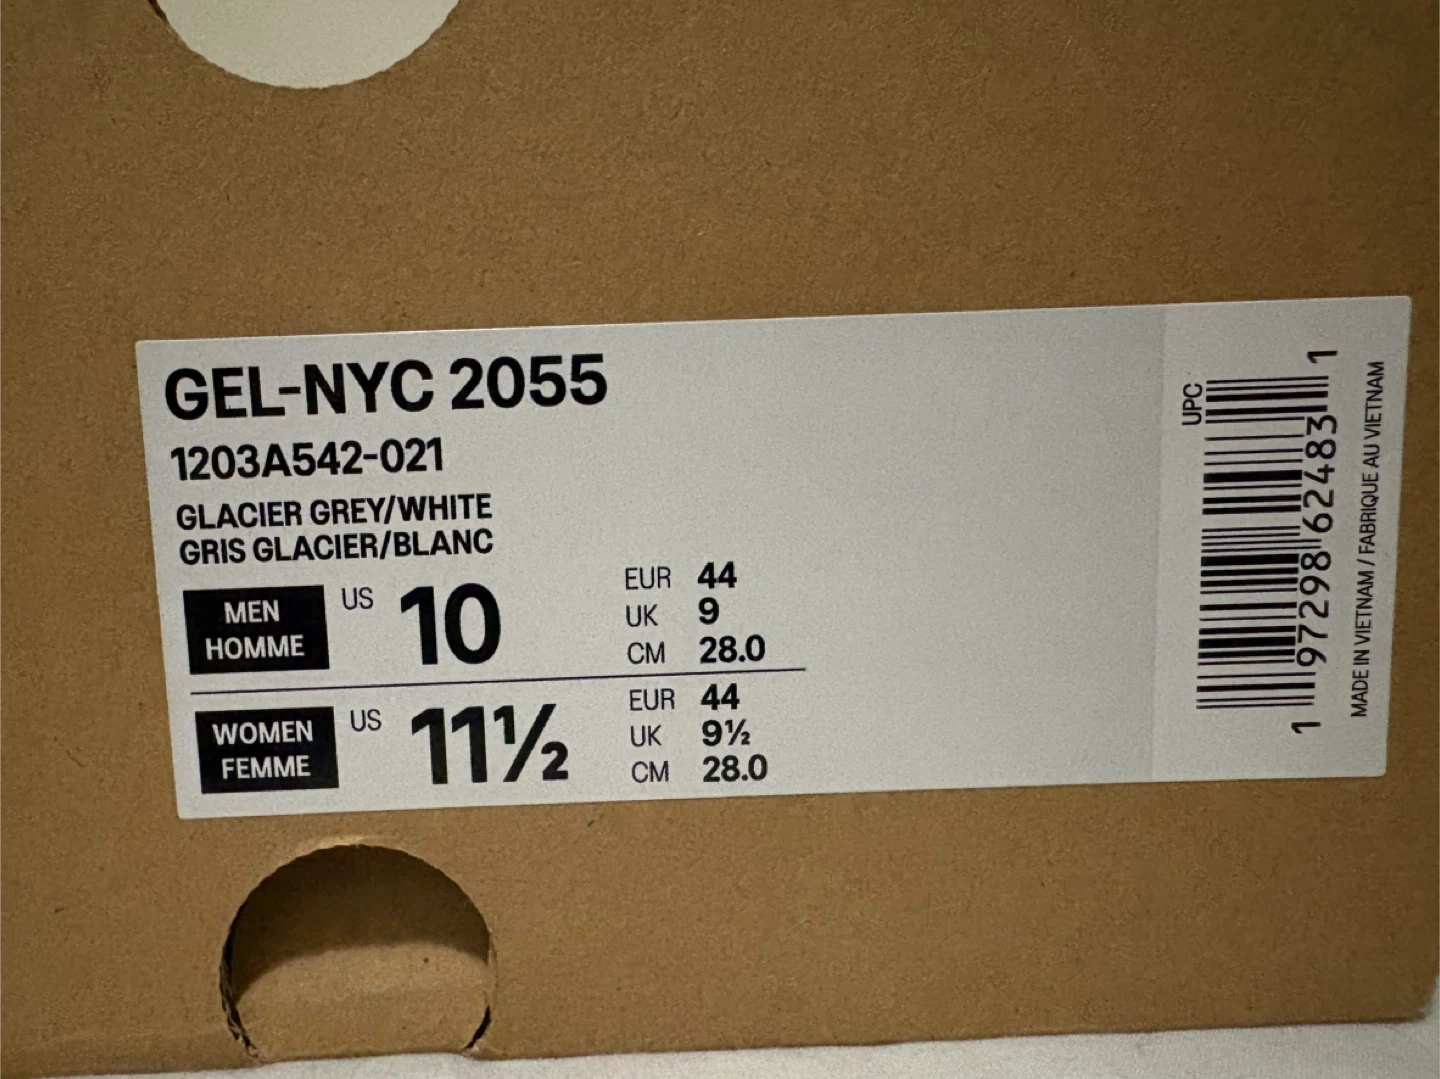 GEL-NYC 2055
1203A542-021
GLACIER GREY/WHITE
GRIS GLACIER/BLANC
MEN
HOMME
US 10
EUR 44
UK 9
CM 28.0
WOMEN
FEMME
US 11½
EUR 44
UK 9½
CM 28.0
UPC
1 97298 62483 1
MADE IN VIETNAM / FABRIQUE AU VIETNAM